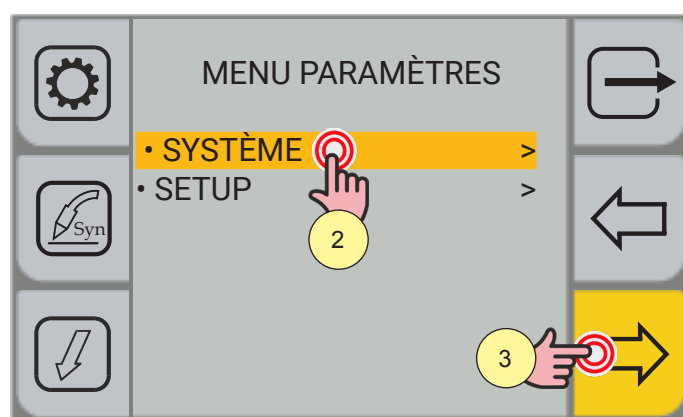 MENU PARAMÈTRES
• SYSTÈME >
• SETUP >
Syn
2
3